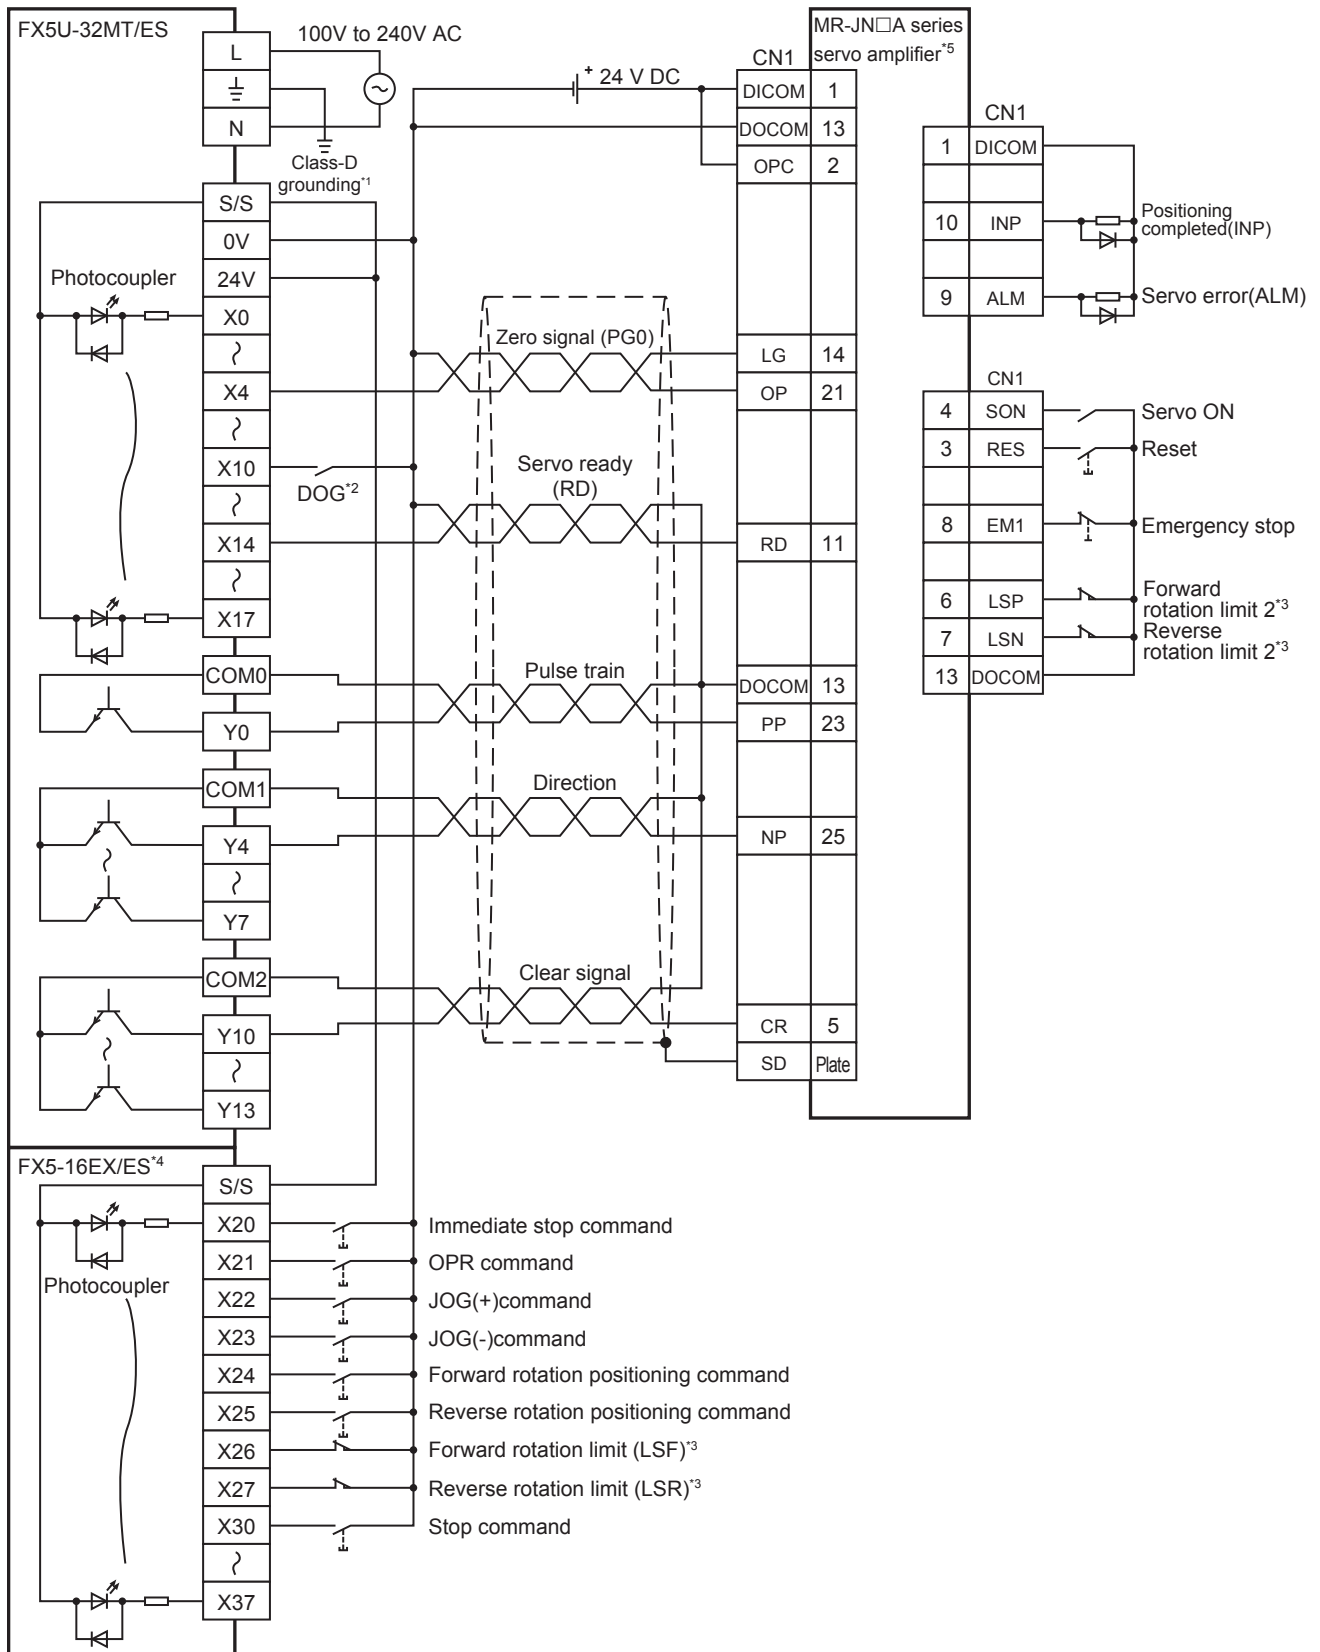 FX5U-32MT/ES
L
N
100V to 240V AC
Class-D
grounding*1
S/S
0V
24V
X0
X4
X10
X14
X17
COM0
Y0
COM1
Y4
Y7
COM2
Y10
Y13
Photocoupler
DOG*2
+ 24 V DC
Zero signal (PG0)
Servo ready
(RD)
Pulse train
Direction
Clear signal
MR-JN□A series
servo amplifier*5
CN1
DICOM 1
DOCOM 13
OPC 2
LG 14
OP 21
RD 11
DOCOM 13
PP 23
NP 25
CR 5
SD Plate
CN1
1 DICOM
10 INP
9 ALM
Positioning
completed(INP)
Servo error(ALM)
CN1
4 SON
3 RES
8 EM1
6 LSP
7 LSN
13 DOCOM
Servo ON
Reset
Emergency stop
Forward
rotation limit 2*3
Reverse
rotation limit 2*3
FX5-16EX/ES*4
Photocoupler
S/S
X20
X21
X22
X23
X24
X25
X26
X27
X30
X37
Immediate stop command
OPR command
JOG(+)command
JOG(-)command
Forward rotation positioning command
Reverse rotation positioning command
Forward rotation limit (LSF)*3
Reverse rotation limit (LSR)*3
Stop command